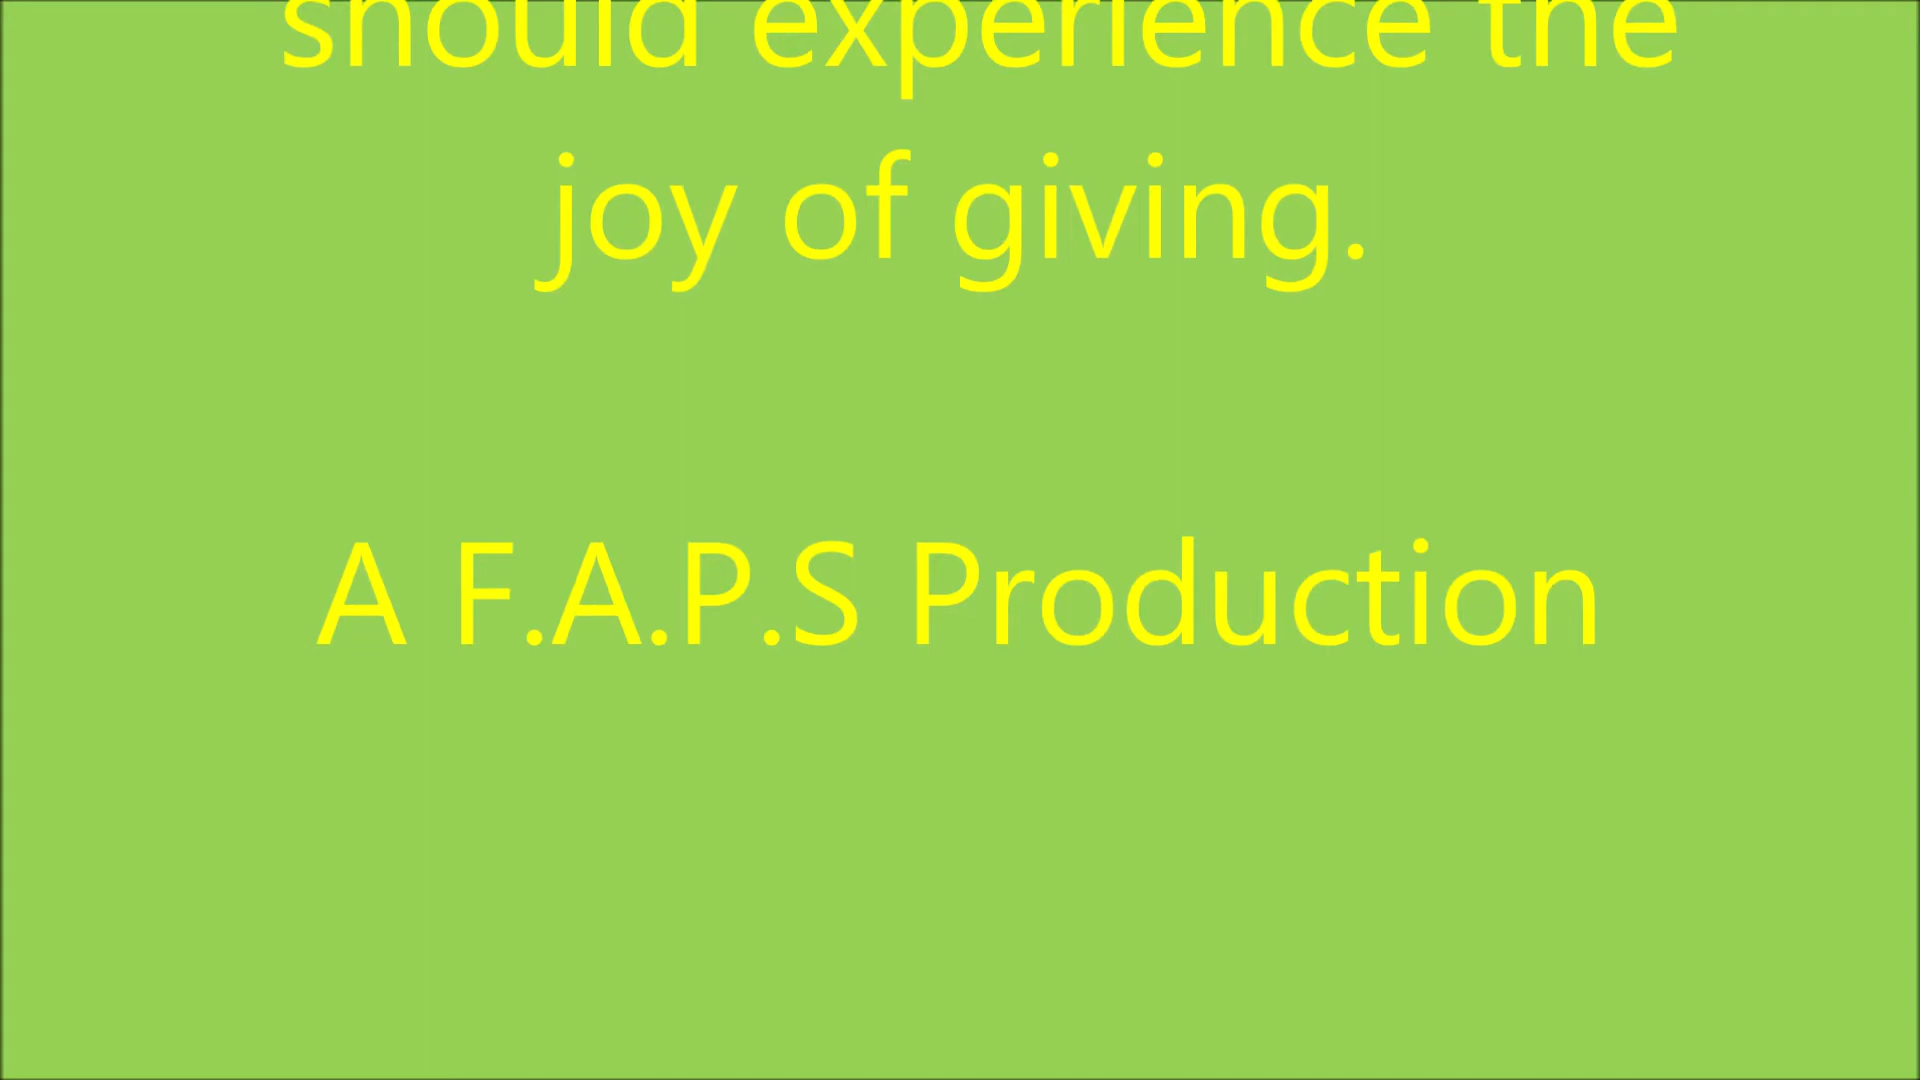 should experience the
joy of giving.
A F.A.P.S Production